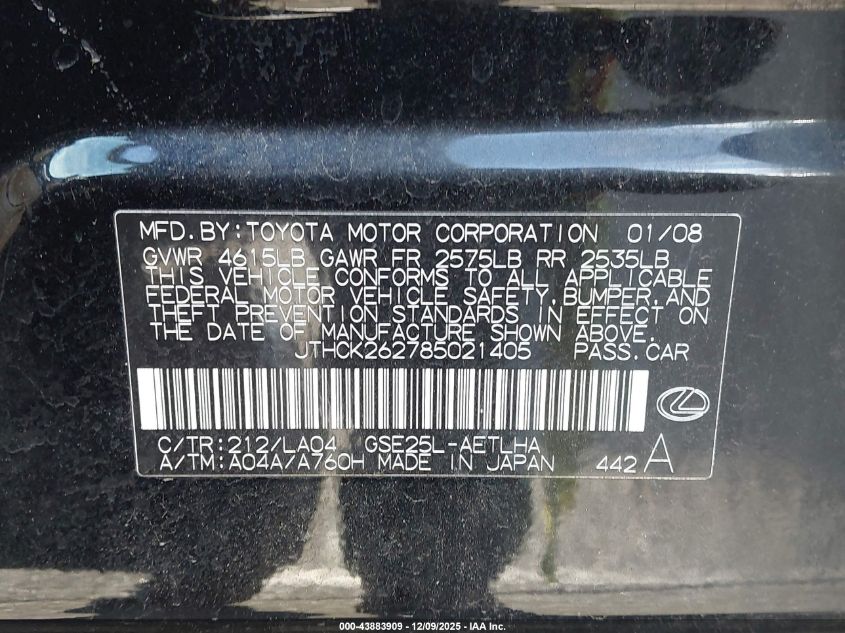 MFD. BY: TOYOTA MOTOR CORPORATION 01/08
GVWR 4615LB GAWR FR 2575LB RR 2535LB
THIS VEHICLE CONFORMS TO ALL APPLICABLE
FEDERAL MOTOR VEHICLE SAFETY, BUMPER, AND
THEFT PREVENTION STANDARDS IN EFFECT ON
THE DATE OF MANUFACTURE SHOWN ABOVE.
JTHCK262785021405 PASS. CAR
C/TR: 212/LA04 GSE25L-AETLHA
A/TM: A04A/A760H MADE IN JAPAN 442 A
000-43883909 - 12/09/2025 - IAA Inc.